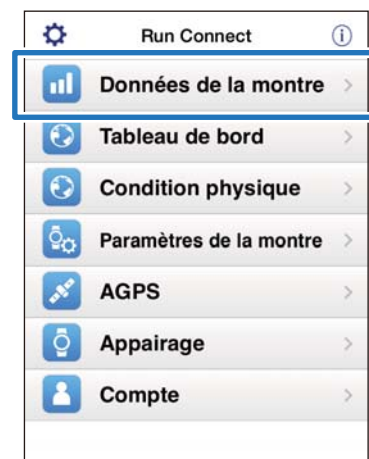 Run Connect
Données de la montre
Tableau de bord
Condition physique
Paramètres de la montre
AGPS
Appairage
Compte